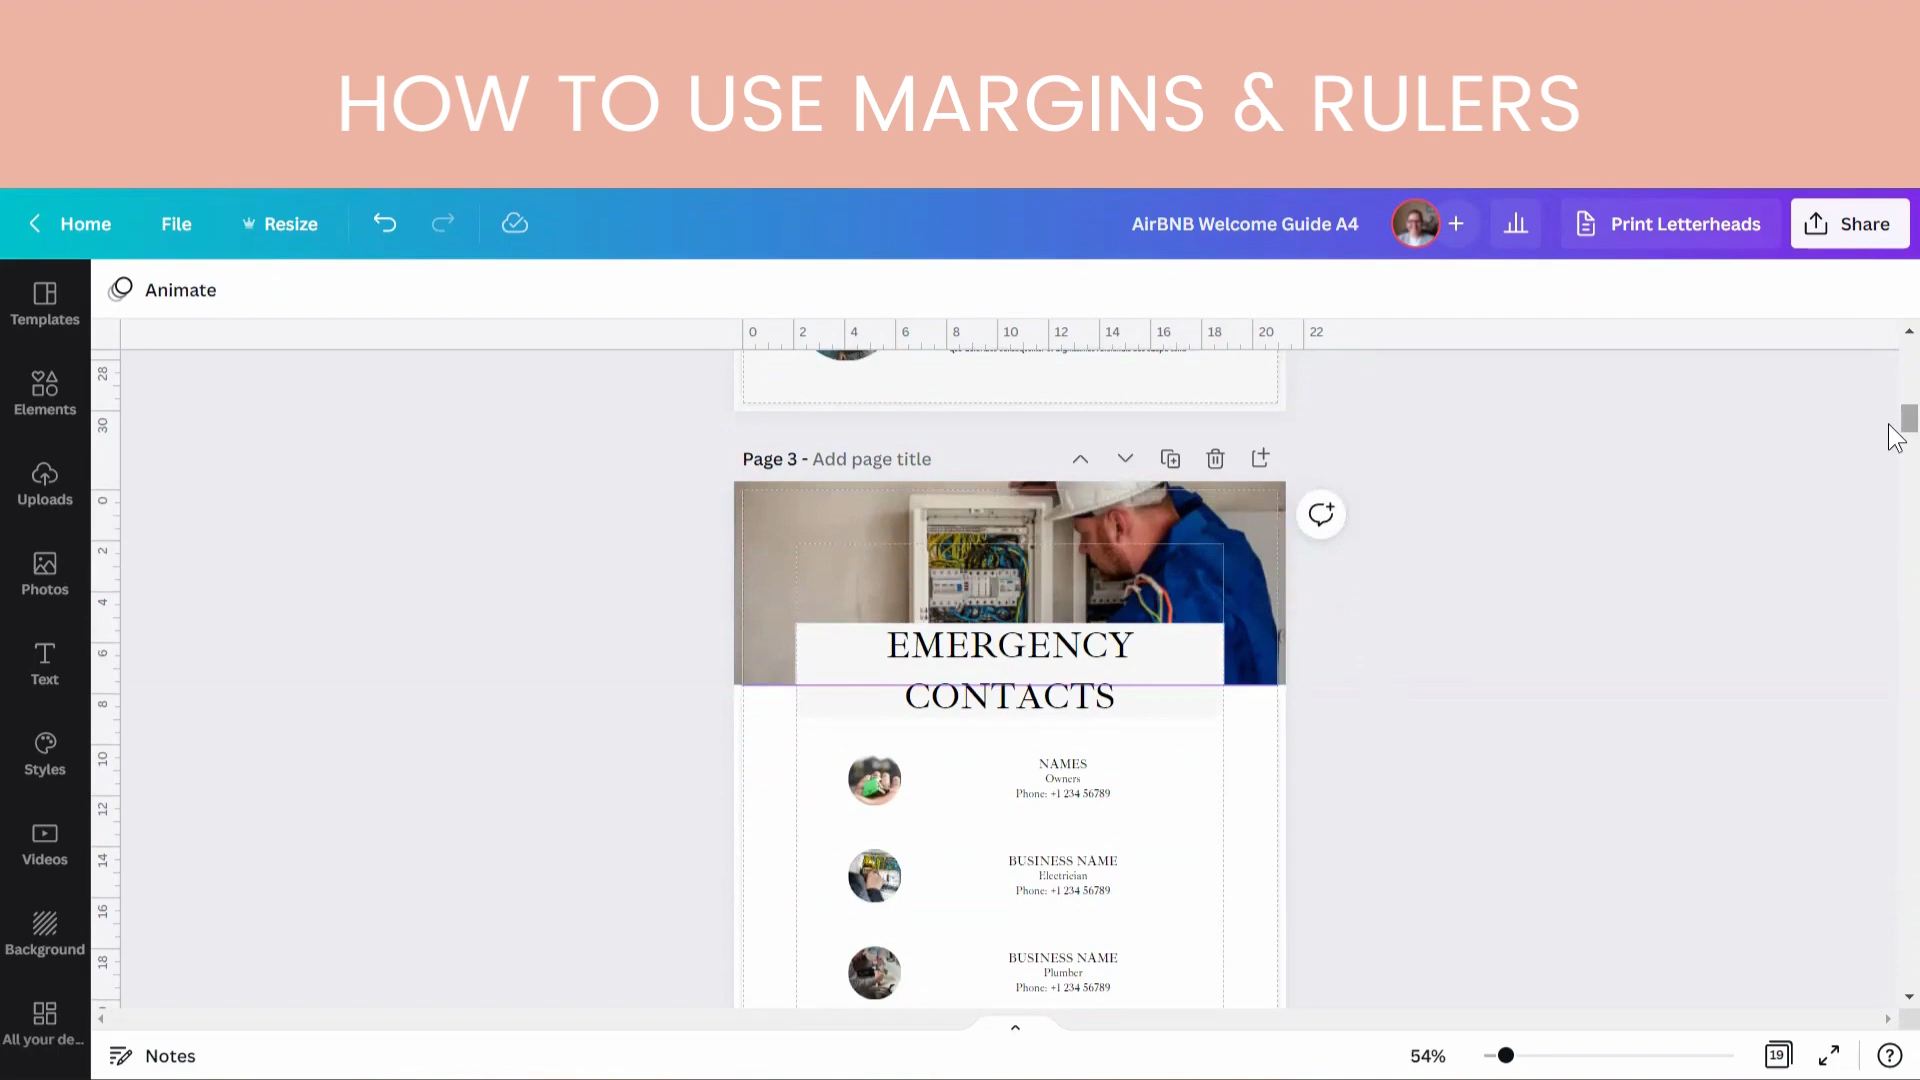 HOW TO USE MARGINS & RULERS
Home
File
Resize
AirBNB Welcome Guide A4
Print Letterheads
Share
Animate
Templates
Elements
Uploads
Photos
Text
Styles
Videos
Background
All your de...
0 2 4 6 8 10 12 14 16 18 20 22
28
30
0
2
4
6
8
10
12
14
16
18
Page 3 - Add page title
EMERGENCY
CONTACTS
NAMES
Owners
Phone: +1 234 56789
BUSINESS NAME
Electrician
Phone: +1 234 56789
BUSINESS NAME
Plumber
Phone: +1 234 56789
Notes
54%
19